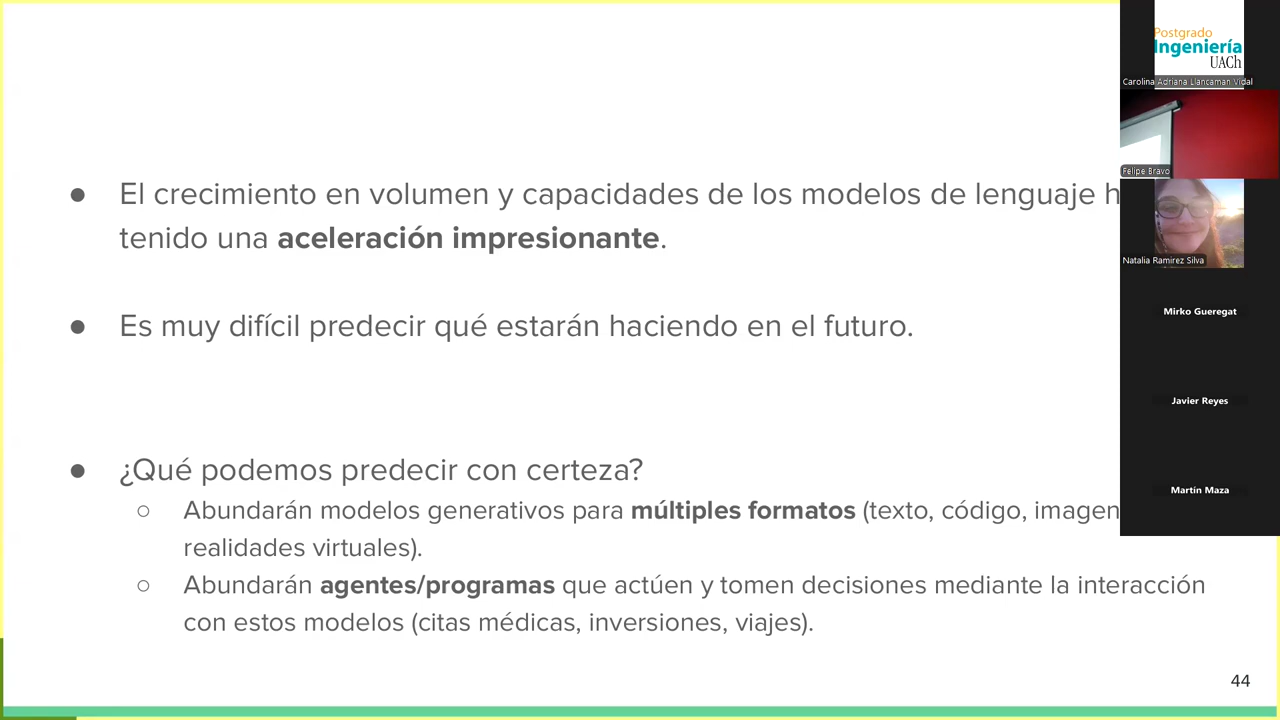 El crecimiento en volumen y capacidades de los modelos de lenguaje
tenido una aceleración impresionante.
Es muy difícil predecir qué estarán haciendo en el futuro.
¿Qué podemos predecir con certeza?
Abundarán modelos generativos para múltiples formatos (texto, código, imagen
realidades virtuales).
Abundarán agentes/programas que actúen y tomen decisiones mediante la interacción
con estos modelos (citas médicas, inversiones, viajes).
44
Postgrado
Ingeniería
UACh
Carolina Adriana Llancaman Vidal
Felipe Bravo
Natalia Ramirez Silva
Mirko Gueregat
Javier Reyes
Martín Maza